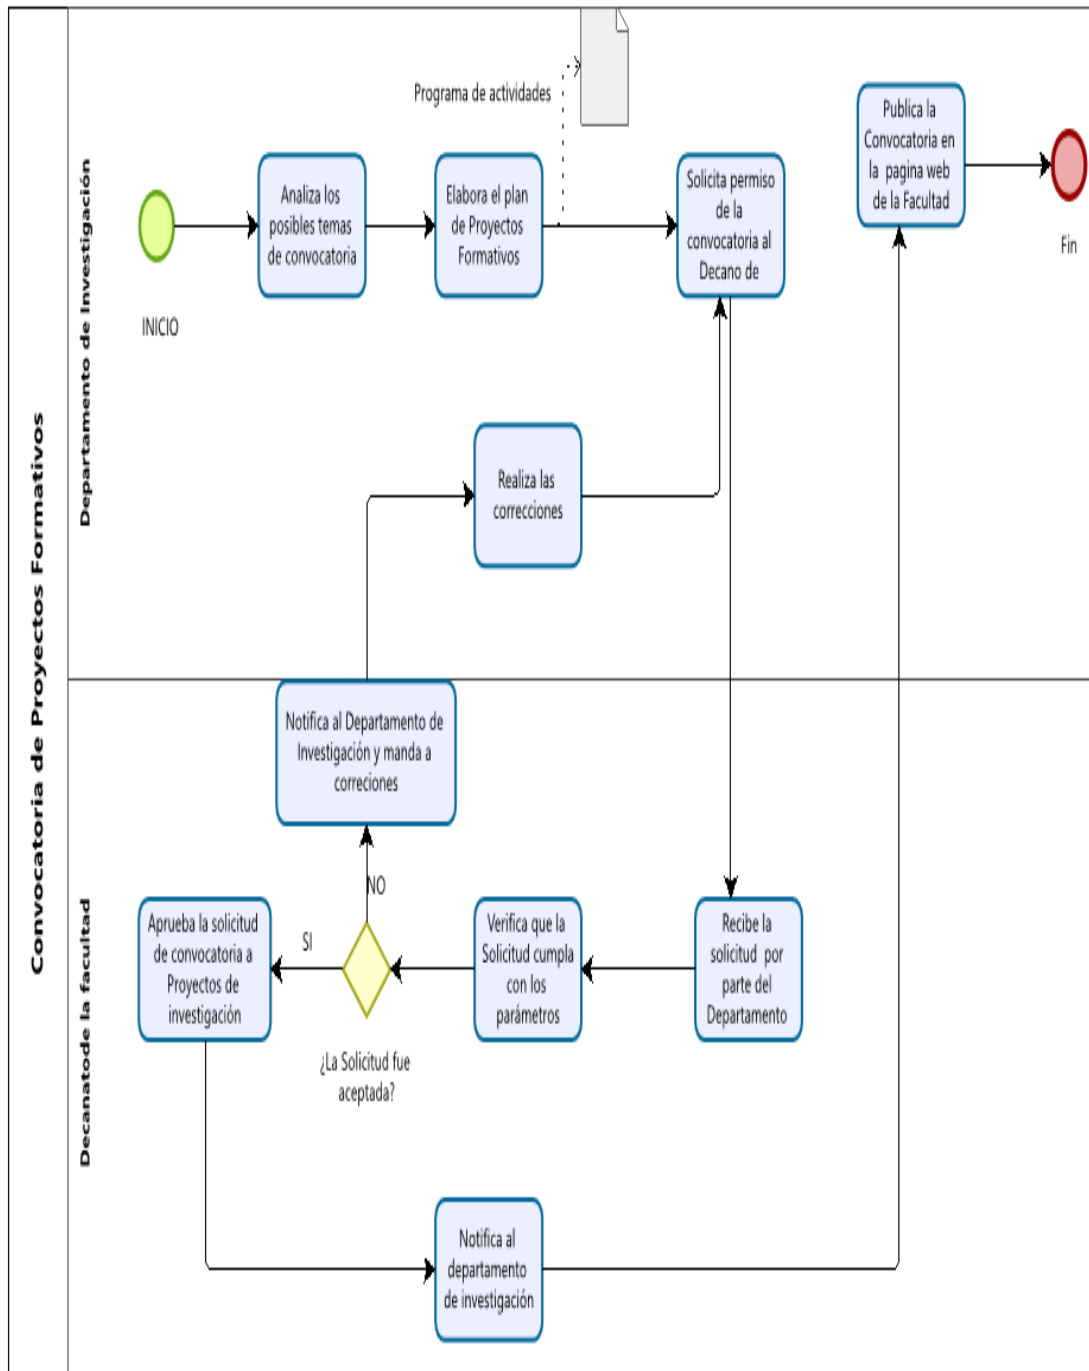 Convocatoria de Proyectos Formativos
Departamento de Investigación
INICIO
Analiza los
posibles temas
de convocatoria
Elabora el plan
de Proyectos
Formativos
Programa de actividades
Solicita permiso
de la
convocatoria al
Decano de
Publica la
Convocatoria en
la pagina web
de la Facultad
Fin
Realiza las
correcciones
Decanatode la facultad
Notifica al Departamento de
Investigación y manda a
correciones
NO
SI
Aprueba la solicitud
de convocatoria a
Proyectos de
investigación
¿La Solicitud fue
aceptada?
Verifica que la
Solicitud cumpla
con los
parámetros
Recibe la
solicitud por
parte del
Departamento
Notifica al
departamento
de investigación